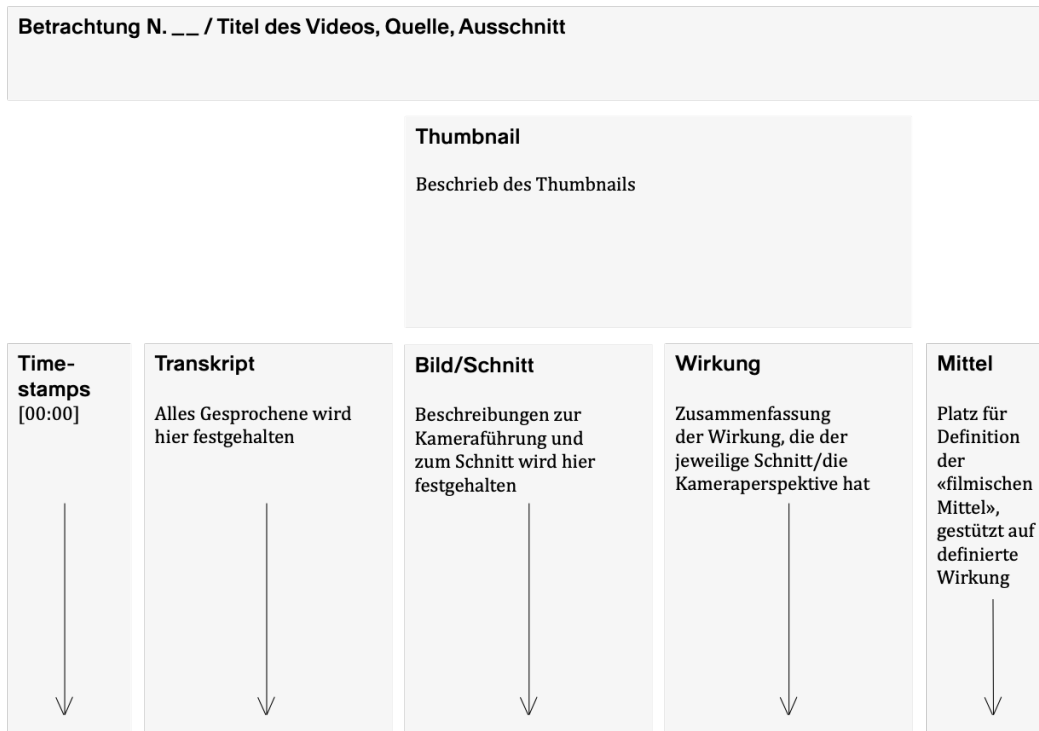 Betrachtung N. __ / Titel des Videos, Quelle, Ausschnitt
Thumbnail
Beschrieb des Thumbnails
Time-
stamps
[00:00]
Transkript
Alles Gesprochene wird
hier festgehalten
Bild/Schnitt
Beschreibungen zur
Kameraführung und
zum Schnitt wird hier
festgehalten
Wirkung
Zusammenfassung
der Wirkung, die der
jeweilige Schnitt/die
Kameraperspektive hat
Mittel
Platz für
Definition
der
«filmischen
Mittel»,
gestützt auf
definierte
Wirkung